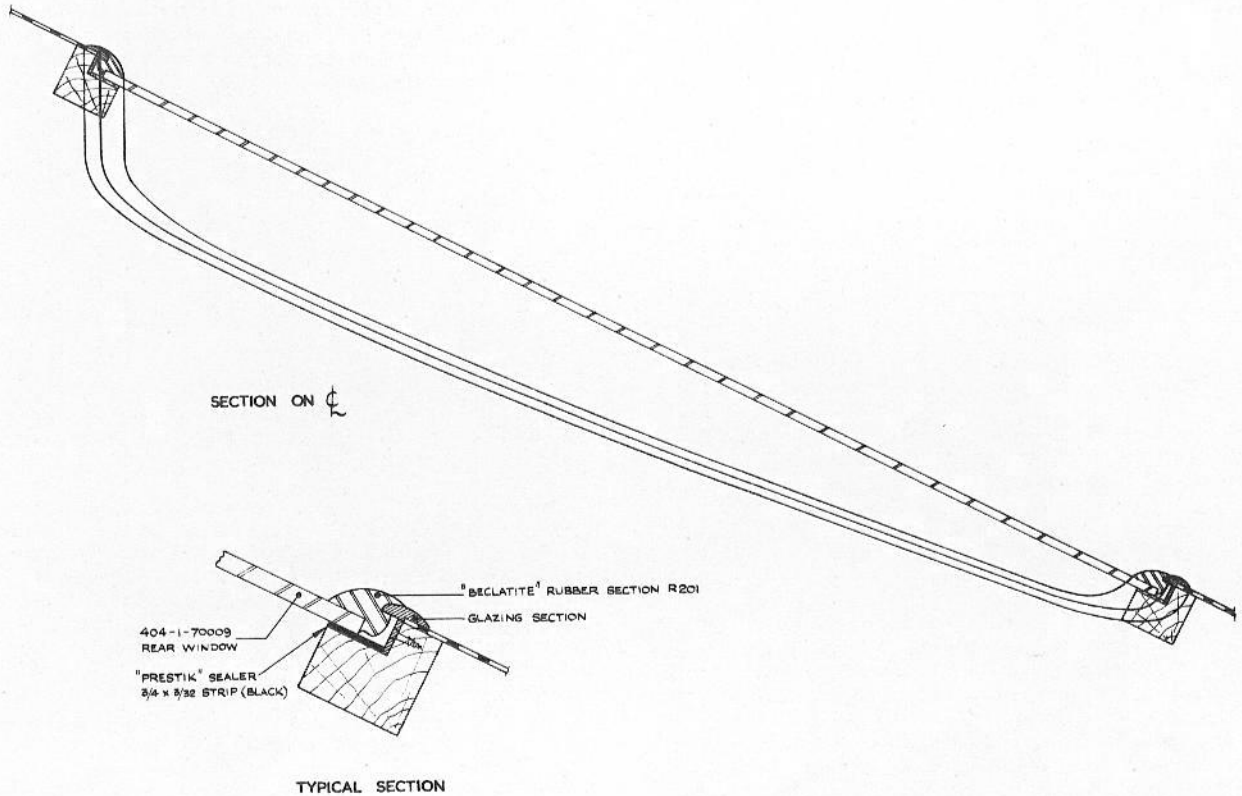 SECTION ON ℄
"BECLATITE" RUBBER SECTION R201
GLAZING SECTION
404-1-70009
REAR WINDOW
"PRESTIK" SEALER
3/4 x 3/32 STRIP (BLACK)
TYPICAL SECTION